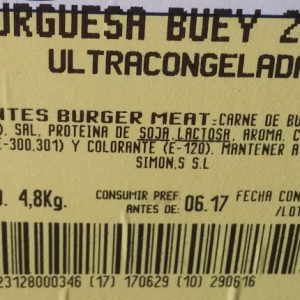 URGUESA BUEY 2
ULTRACONGELADA
NTES BURGER MEAT: CARNE DE BU
), SAL, PROTEINA DE SOJA, LACTOSA, AROMA, C
(E-300,301) Y COLORANTE (E-120). MANTENER A
SIMON,S S.L
). 4,8Kg. CONSUMIR PREF. ANTES DE: 06.17 FECHA CON /LOT
23128000346 (17) 170629 (10) 290616